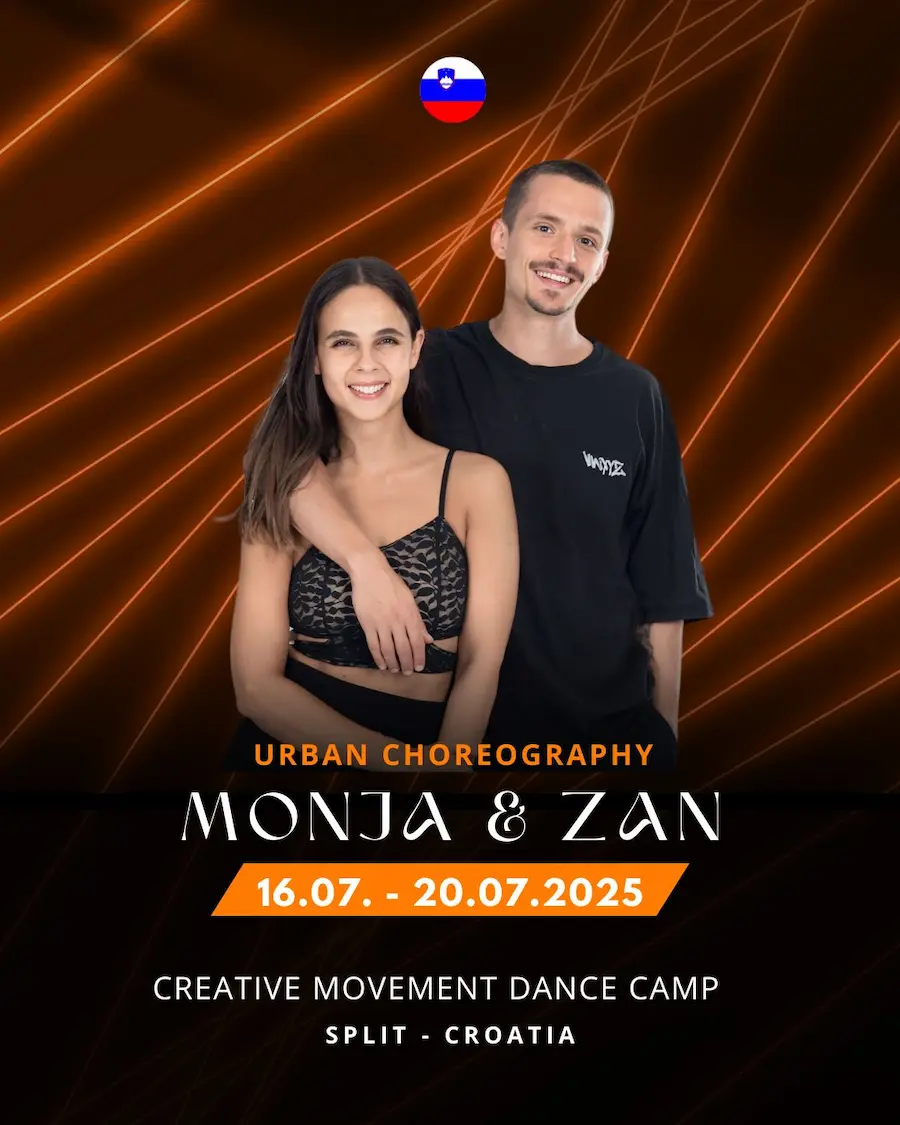 URBAN CHOREOGRAPHY
MONJA & ZAN
16.07. - 20.07.2025
CREATIVE MOVEMENT DANCE CAMP
SPLIT - CROATIA